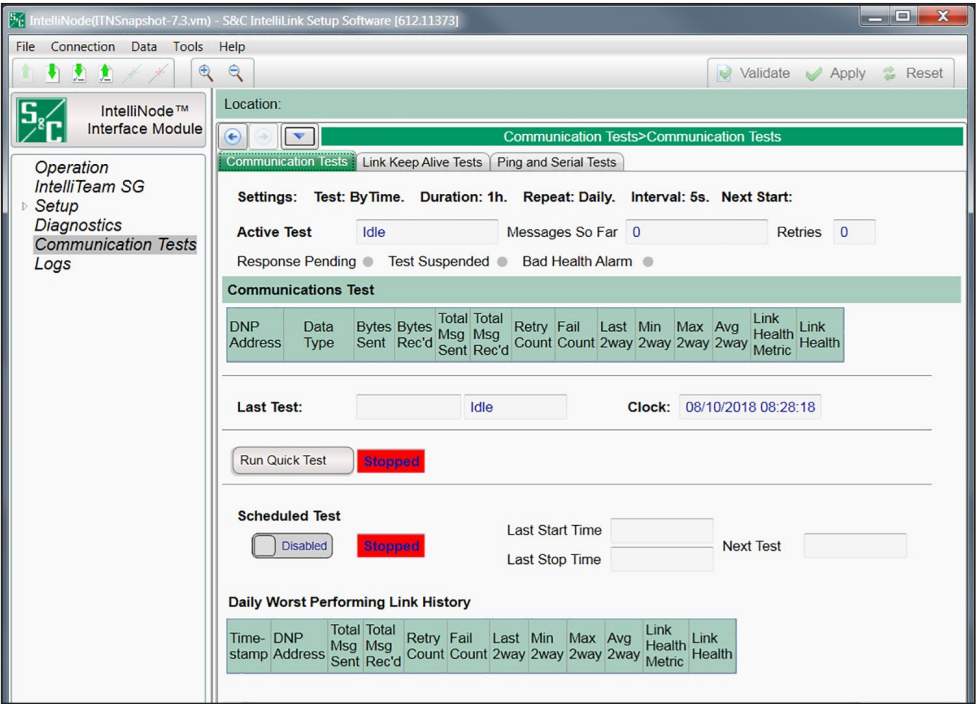 IntelliNode(ITNSnapshot-7.3.vm) - S&C IntelliLink Setup Software [612.11373]
File Connection Data Tools Help
Validate Apply Reset
S&C
IntelliNode™
Interface Module
Operation
IntelliTeam SG
Setup
Diagnostics
Communication Tests
Logs
Location:
Communication Tests>Communication Tests
Communication Tests Link Keep Alive Tests Ping and Serial Tests
Settings: Test: ByTime. Duration: 1h. Repeat: Daily. Interval: 5s. Next Start:
Active Test Idle Messages So Far 0 Retries 0
Response Pending Test Suspended Bad Health Alarm
Communications Test
DNP Address Data Type Bytes Sent Bytes Rec'd Total Msg Sent Total Msg Rec'd Retry Count Fail Count Last 2way Min 2way Max 2way Avg 2way Link Health Metric Link Health
Last Test: Idle Clock: 08/10/2018 08:28:18
Run Quick Test Stopped
Scheduled Test
Disabled Stopped
Last Start Time
Last Stop Time
Next Test
Daily Worst Performing Link History
Time-stamp DNP Address Total Msg Sent Total Msg Rec'd Retry Count Fail Count Last 2way Min 2way Max 2way Avg 2way Link Health Metric Link Health